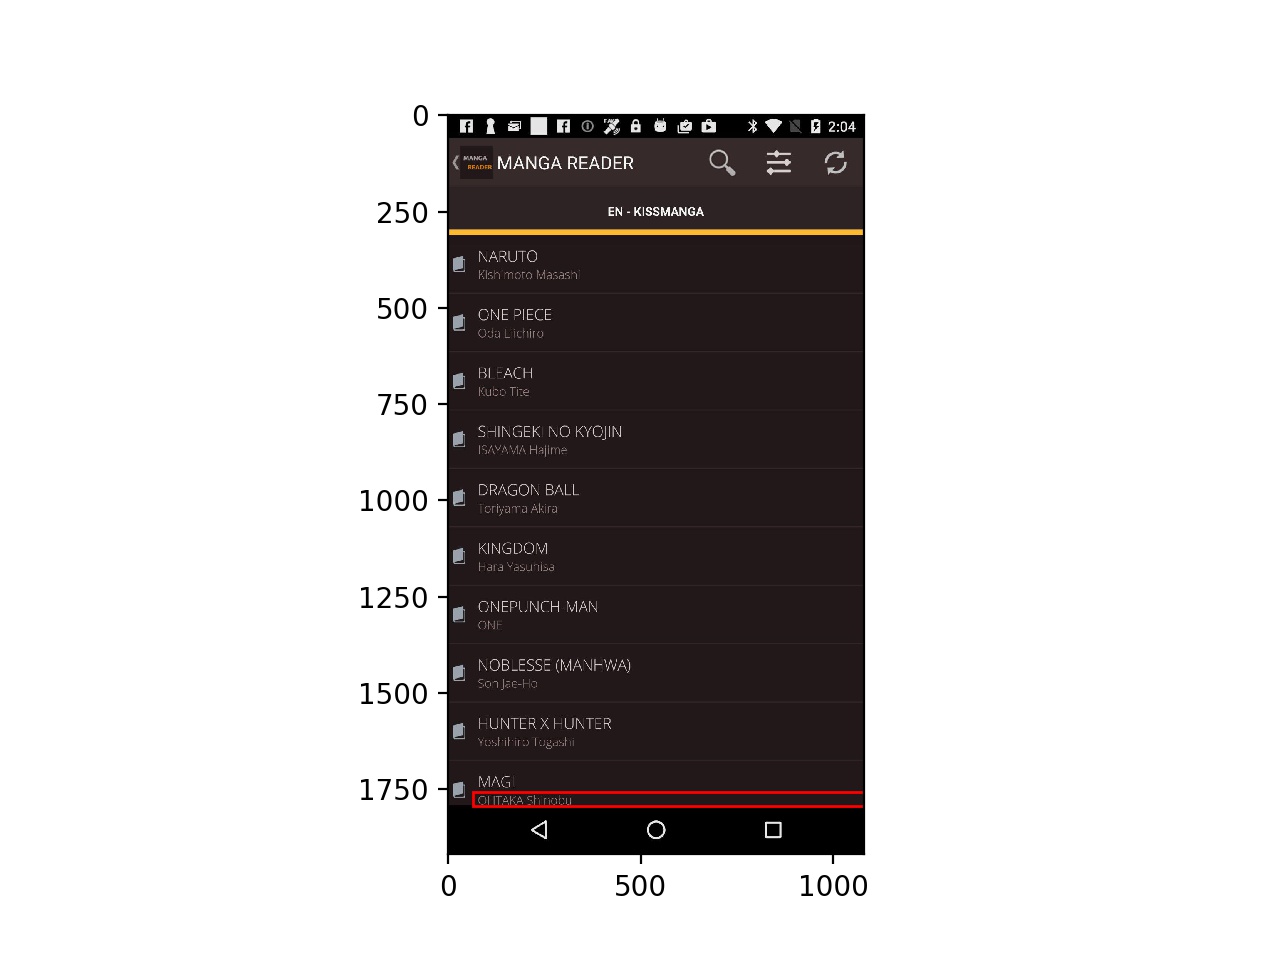 0
250
500
750
1000
1250
1500
1750
2:04
MANGA READER
MANGA READER
EN - KISSMANGA
NARUTO
Kishimoto Masashi
ONE PIECE
Oda Eiichiro
BLEACH
Kubo Tite
SHINGEKI NO KYOJIN
ISAYAMA Hajime
DRAGON BALL
Toriyama Akira
KINGDOM
Hara Yasuhisa
ONEPUNCH-MAN
ONE
NOBLESSE (MANHWA)
Son Jae-Ho
HUNTER X HUNTER
Yoshihiro Togashi
MAGI
OHTAKA Shinobu
0 500 1000